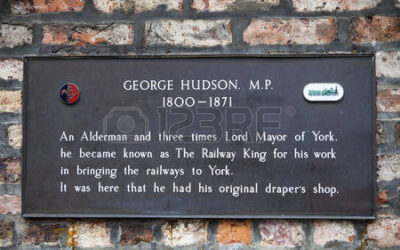 GEORGE HUDSON. M.P.
1800-1871
An Alderman and three times Lord Mayor of York,
he became known as The Railway King for his work
in bringing the railways to York.
It was here that he had his original draper's shop.
123RF